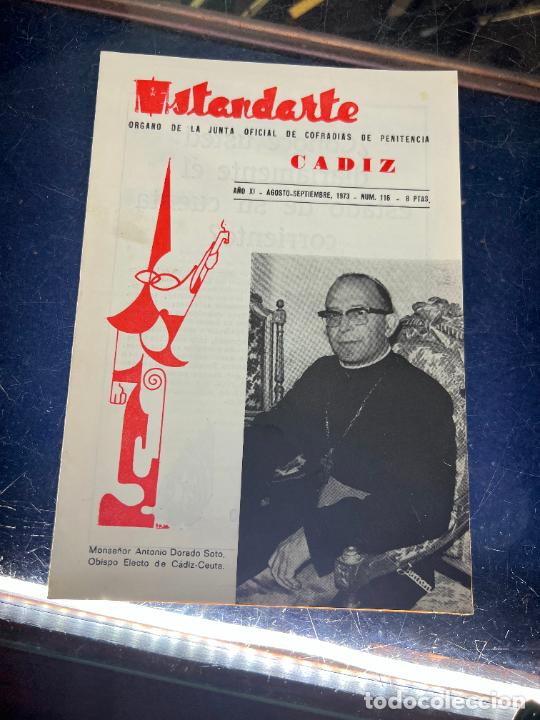 Estandarte
ORGANO DE LA JUNTA OFICIAL DE COFRADIAS DE PENITENCIA
CADIZ
AÑO XI - AGOSTO-SEPTIEMBRE, 1973 - NUM. 116 - 8 PTAS.
Monseñor Antonio Dorado Soto,
Obispo Electo de Cádiz-Ceuta.
todocoleccion.net